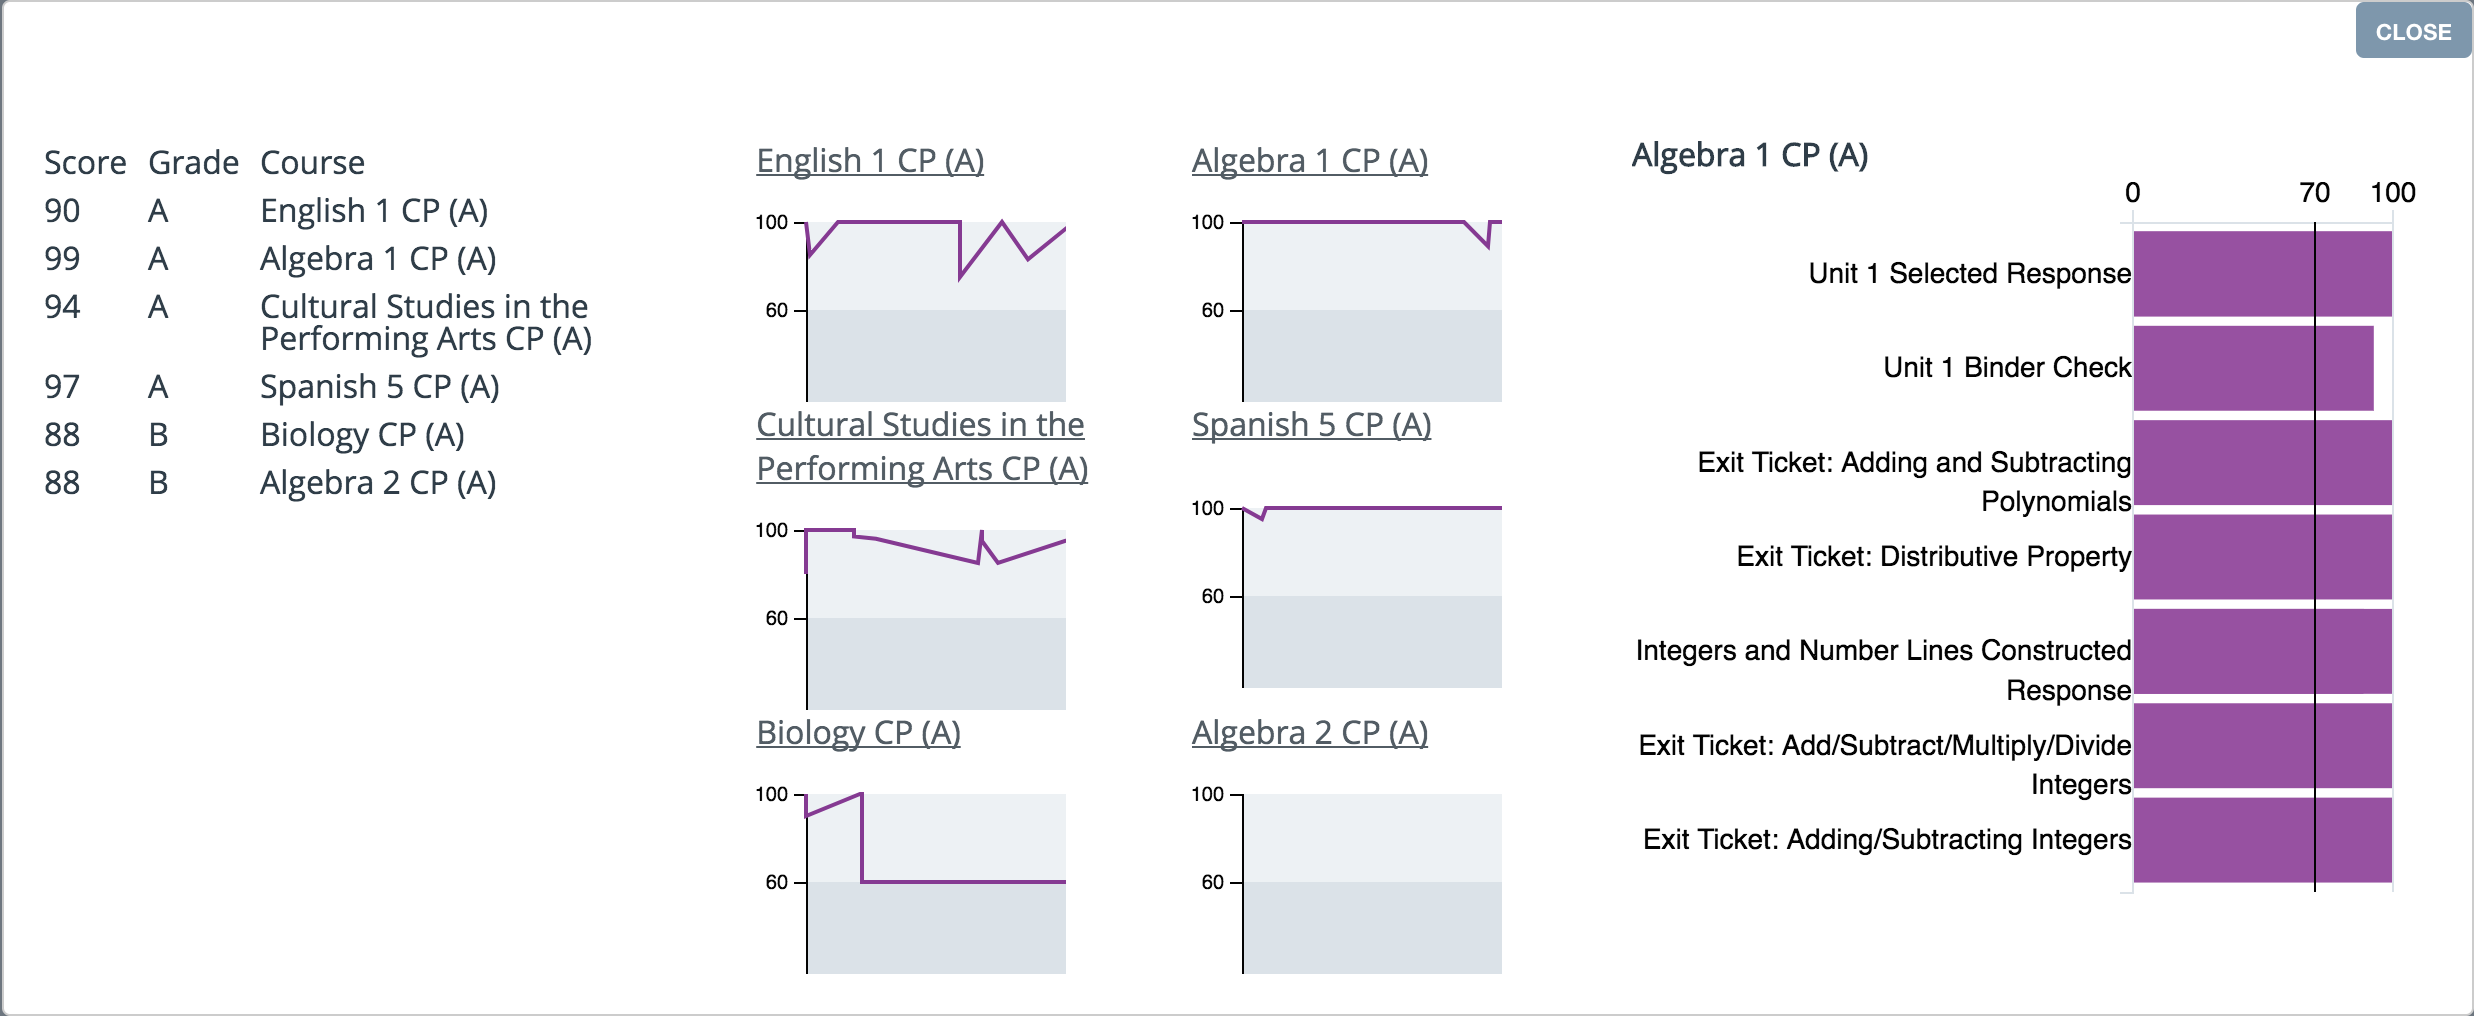 CLOSE
Score Grade Course
90 A English 1 CP (A)
99 A Algebra 1 CP (A)
94 A Cultural Studies in the
Performing Arts CP (A)
97 A Spanish 5 CP (A)
88 B Biology CP (A)
88 B Algebra 2 CP (A)
English 1 CP (A)
100
60
Algebra 1 CP (A)
100
60
Cultural Studies in the
Performing Arts CP (A)
100
60
Spanish 5 CP (A)
100
60
Biology CP (A)
100
60
Algebra 2 CP (A)
100
60
Algebra 1 CP (A)
0 70 100
Unit 1 Selected Response
Unit 1 Binder Check
Exit Ticket: Adding and Subtracting
Polynomials
Exit Ticket: Distributive Property
Integers and Number Lines Constructed
Response
Exit Ticket: Add/Subtract/Multiply/Divide
Integers
Exit Ticket: Adding/Subtracting Integers